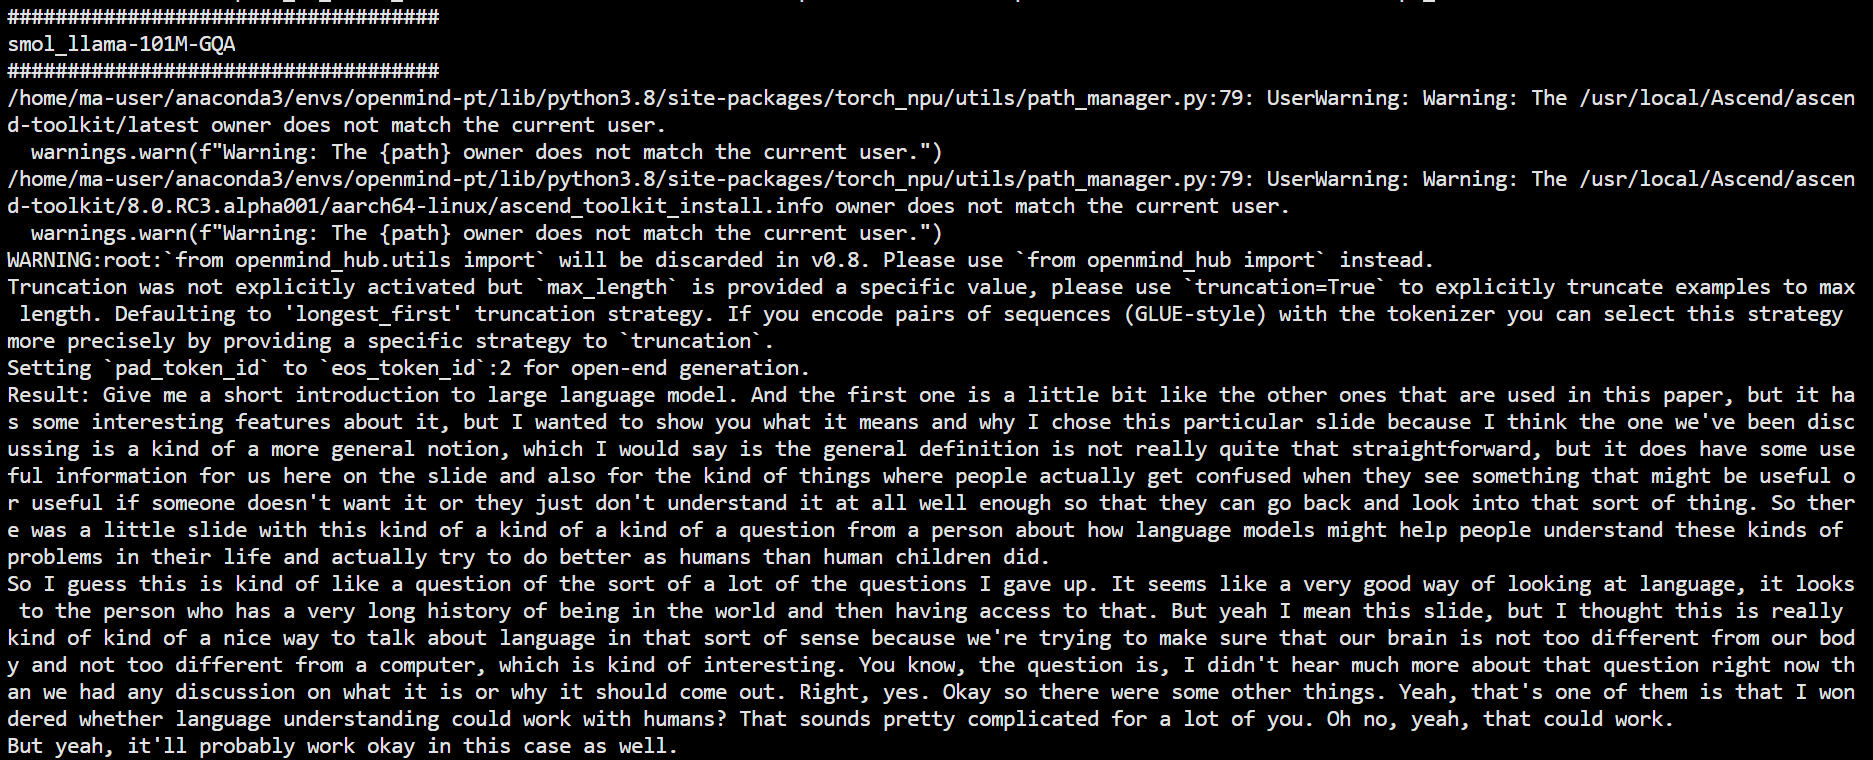 ####################################
smol_llama-101M-GQA
####################################
/home/ma-user/anaconda3/envs/openmind-pt/lib/python3.8/site-packages/torch_npu/utils/path_manager.py:79: UserWarning: Warning: The /usr/local/Ascend/ascen
d-toolkit/latest owner does not match the current user.
  warnings.warn(f"Warning: The {path} owner does not match the current user.")
/home/ma-user/anaconda3/envs/openmind-pt/lib/python3.8/site-packages/torch_npu/utils/path_manager.py:79: UserWarning: Warning: The /usr/local/Ascend/ascen
d-toolkit/8.0.RC3.alpha001/aarch64-linux/ascend_toolkit_install.info owner does not match the current user.
  warnings.warn(f"Warning: The {path} owner does not match the current user.")
WARNING:root:`from openmind_hub.utils import` will be discarded in v0.8. Please use `from openmind_hub import` instead.
Truncation was not explicitly activated but `max_length` is provided a specific value, please use `truncation=True` to explicitly truncate examples to max
 length. Defaulting to 'longest_first' truncation strategy. If you encode pairs of sequences (GLUE-style) with the tokenizer you can select this strategy
more precisely by providing a specific strategy to `truncation`.
Setting `pad_token_id` to `eos_token_id`:2 for open-end generation.
Result: Give me a short introduction to large language model. And the first one is a little bit like the other ones that are used in this paper, but it ha
s some interesting features about it, but I wanted to show you what it means and why I chose this particular slide because I think the one we've been disc
ussing is a kind of a more general notion, which I would say is the general definition is not really quite that straightforward, but it does have some use
ful information for us here on the slide and also for the kind of things where people actually get confused when they see something that might be useful o
r useful if someone doesn't want it or they just don't understand it at all well enough so that they can go back and look into that sort of thing. So ther
e was a little slide with this kind of a kind of a kind of a question from a person about how language models might help people understand these kinds of
problems in their life and actually try to do better as humans than human children did.
So I guess this is kind of like a question of the sort of a lot of the questions I gave up. It seems like a very good way of looking at language, it looks
 to the person who has a very long history of being in the world and then having access to that. But yeah I mean this slide, but I thought this is really
kind of kind of a nice way to talk about language in that sort of sense because we're trying to make sure that our brain is not too different from our bod
y and not too different from a computer, which is kind of interesting. You know, the question is, I didn't hear much more about that question right now th
an we had any discussion on what it is or why it should come out. Right, yes. Okay so there were some other things. Yeah, that's one of them is that I won
dered whether language understanding could work with humans? That sounds pretty complicated for a lot of you. Oh no, yeah, that could work.
But yeah, it'll probably work okay in this case as well.